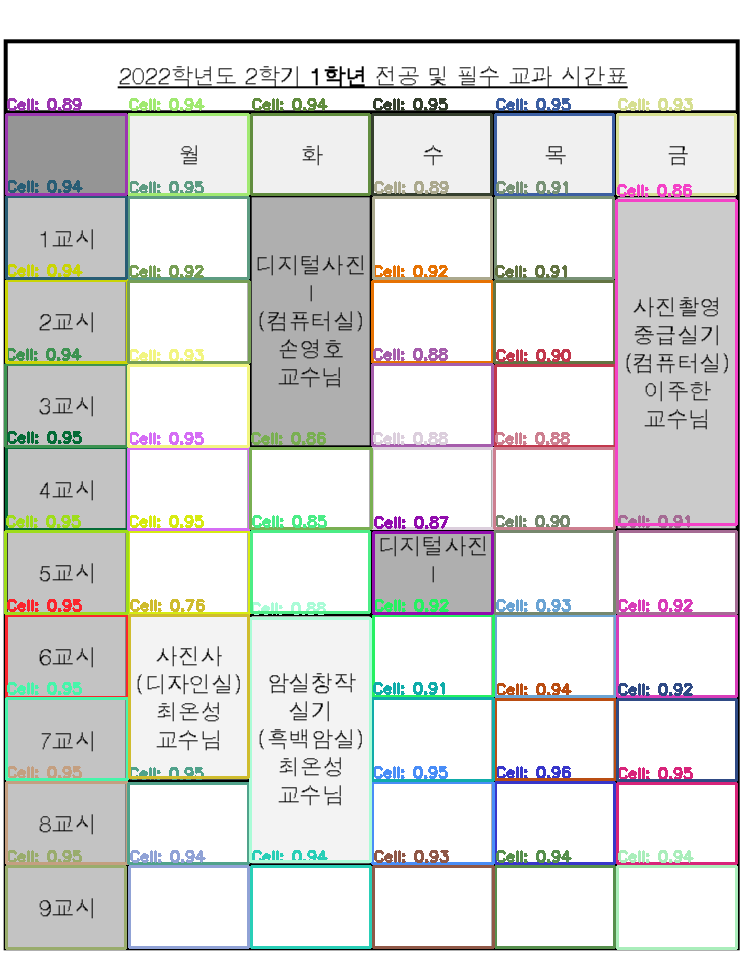 2022학년도 2학기 1학년 전공 및 필수 교과 시간표
Cell: 0.89 Cell: 0.94 Cell: 0.94 Cell: 0.95 Cell: 0.95 Cell: 0.93
월 화 수 목 금
Cell: 0.94 Cell: 0.95 Cell: 0.89 Cell: 0.91 Cell: 0.86
1교시
디지털사진
I
(컴퓨터실)
손영호
교수님
사진촬영
중급실기
(컴퓨터실)
이주한
교수님
Cell: 0.94 Cell: 0.92 Cell: 0.92 Cell: 0.91
2교시
Cell: 0.94 Cell: 0.93 Cell: 0.88 Cell: 0.90
3교시
Cell: 0.95 Cell: 0.95 Cell: 0.86 Cell: 0.88 Cell: 0.88
4교시
Cell: 0.95 Cell: 0.95 Cell: 0.85 Cell: 0.87 Cell: 0.90 Cell: 0.91
5교시
디지털사진
I
Cell: 0.95 Cell: 0.76 Cell: 0.88 Cell: 0.92 Cell: 0.93 Cell: 0.92
6교시
사진사
(디자인실)
최온성
교수님
암실창작
실기
(흑백암실)
최온성
교수님
Cell: 0.95 Cell: 0.91 Cell: 0.94 Cell: 0.92
7교시
Cell: 0.95 Cell: 0.95 Cell: 0.95 Cell: 0.96 Cell: 0.95
8교시
Cell: 0.95 Cell: 0.94 Cell: 0.94 Cell: 0.93 Cell: 0.94 Cell: 0.94
9교시